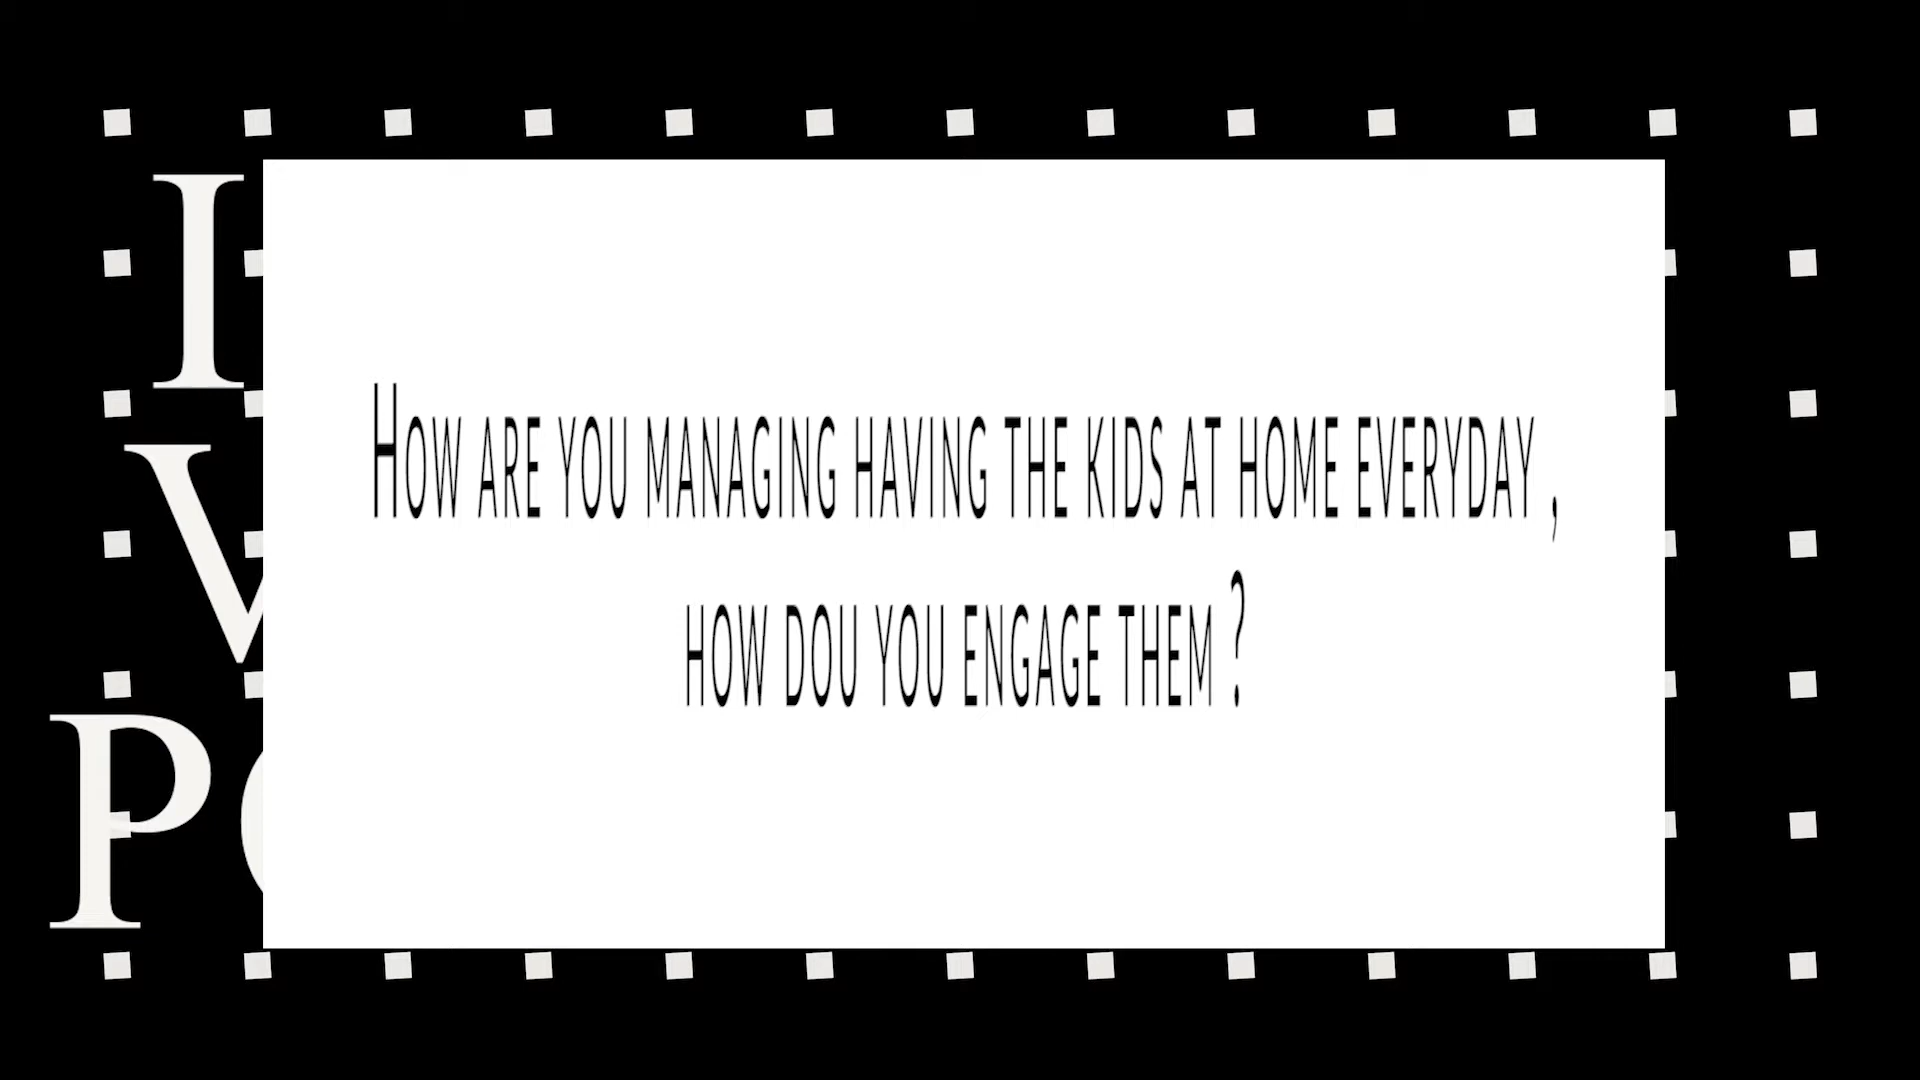 I
V
P
How are you managing having the kids at home everyday ,
how dou you engage them ?